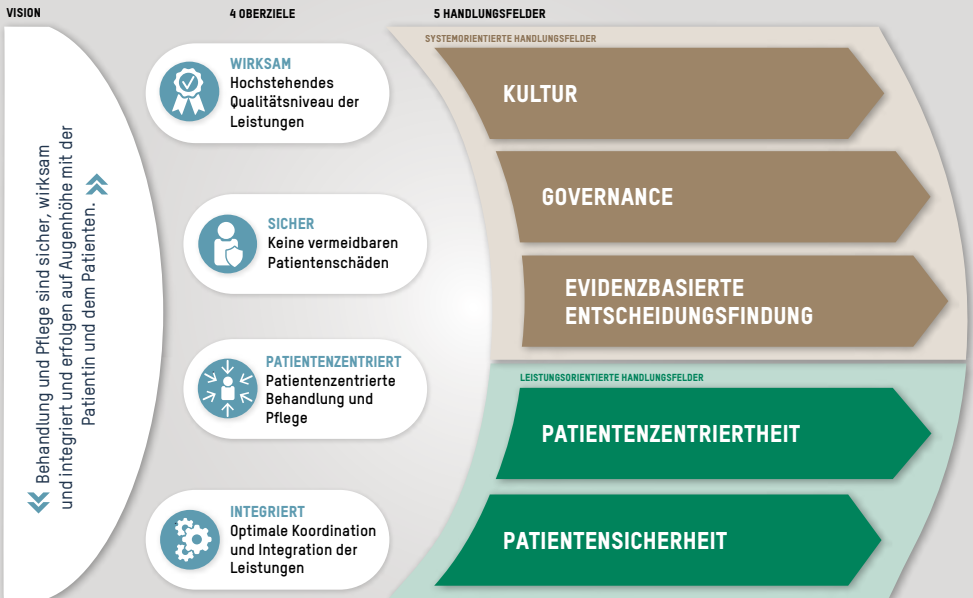 VISION
4 OBERZIELE
5 HANDLUNGSFELDER
Behandlung und Pflege sind sicher, wirksam
und integriert und erfolgen auf Augenhöhe mit der
Patientin und dem Patienten.
WIRKSAM
Hochstehendes
Qualitätsniveau der
Leistungen
SICHER
Keine vermeidbaren
Patientenschäden
PATIENTENZENTRIERT
Patientenzentrierte
Behandlung und
Pflege
INTEGRIERT
Optimale Koordination
und Integration der
Leistungen
SYSTEMORIENTIERTE HANDLUNGSFELDER
KULTUR
GOVERNANCE
EVIDENZBASIERTE
ENTSCHEIDUNGSFINDUNG
LEISTUNGSORIENTIERTE HANDLUNGSFELDER
PATIENTENZENTRIERTHEIT
PATIENTENSICHERHEIT